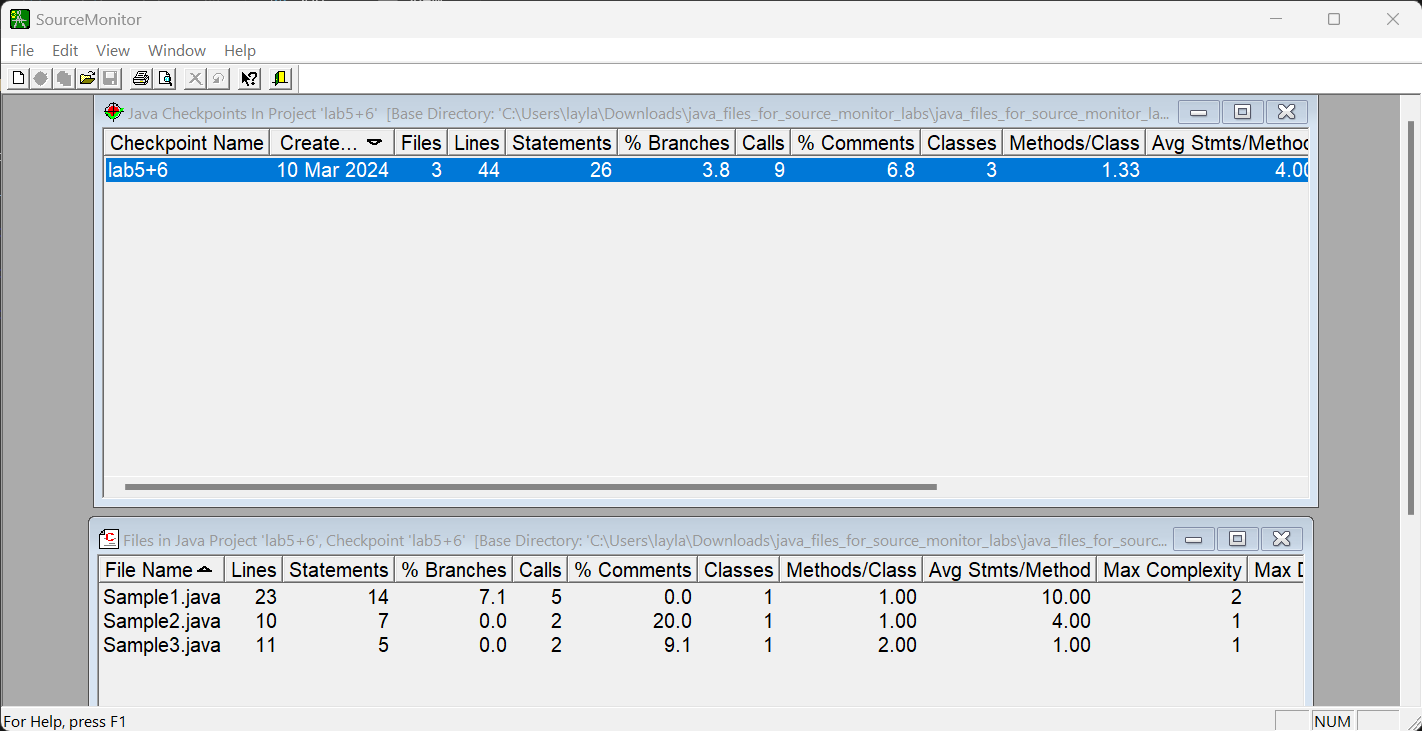 SourceMonitor
File Edit View Window Help
Java Checkpoints In Project 'lab5+6' [Base Directory: 'C:\Users\layla\Downloads\java_files_for_source_monitor_labs\java_files_for_source_monitor_la...
Checkpoint Name Create... Files Lines Statements % Branches Calls % Comments Classes Methods/Class Avg Stmts/Method
lab5+6 10 Mar 2024 3 44 26 3.8 9 6.8 3 1.33 4.00
Files in Java Project 'lab5+6', Checkpoint 'lab5+6' [Base Directory: 'C:\Users\layla\Downloads\java_files_for_source_monitor_labs\java_files_for_sourc...
File Name Lines Statements % Branches Calls % Comments Classes Methods/Class Avg Stmts/Method Max Complexity Max D
Sample1.java 23 14 7.1 5 0.0 1 1.00 10.00 2
Sample2.java 10 7 0.0 2 20.0 1 1.00 4.00 1
Sample3.java 11 5 0.0 2 9.1 1 2.00 1.00 1
For Help, press F1 NUM